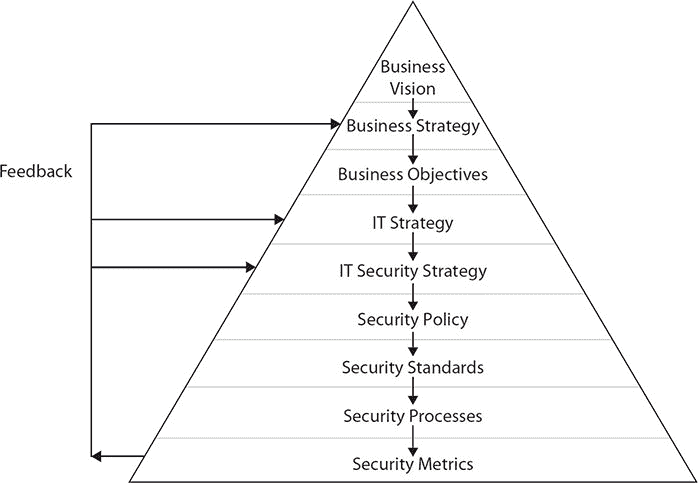 Business
Vision
Business Strategy
Feedback
Business Objectives
IT Strategy
IT Security Strategy
Security Policy
Security Standards
Security Processes
Security Metrics